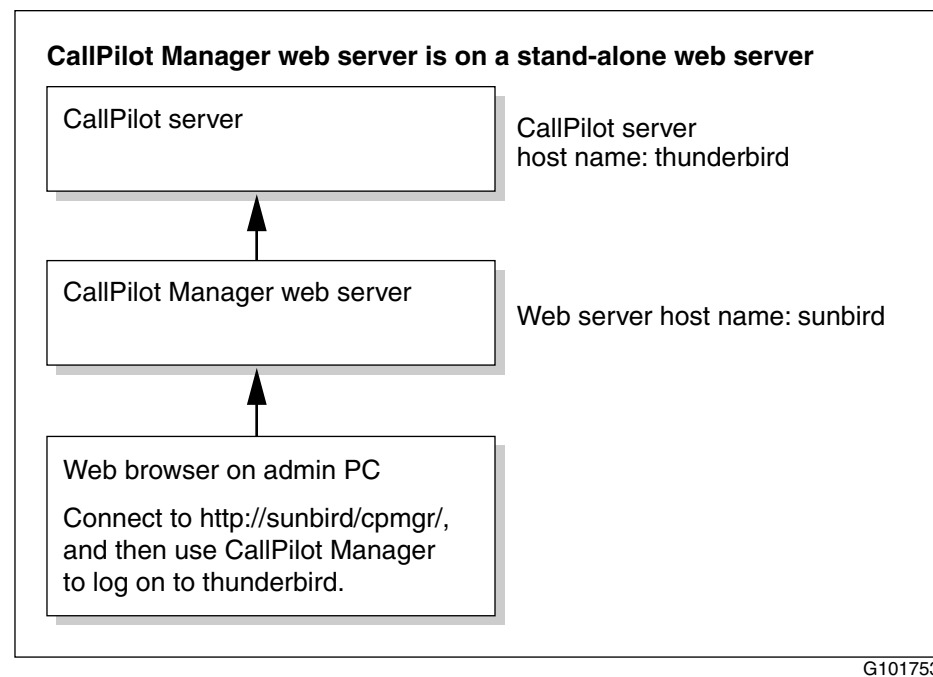 CallPilot Manager web server is on a stand-alone web server
CallPilot server
CallPilot server
host name: thunderbird
CallPilot Manager web server
Web server host name: sunbird
Web browser on admin PC
Connect to http://sunbird/cpmgr/,
and then use CallPilot Manager
to log on to thunderbird.
G101753